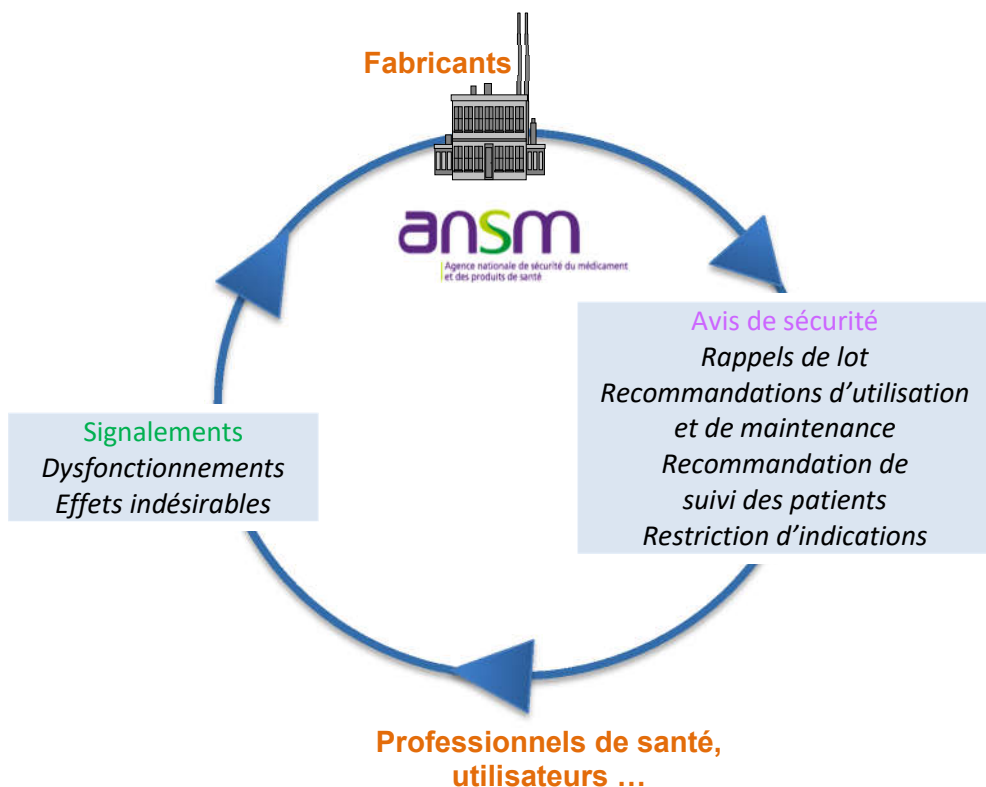 Fabricants
ansm
Agence nationale de sécurité du médicament
et des produits de santé
Avis de sécurité
Rappels de lot
Recommandations d’utilisation
et de maintenance
Recommandation de
suivi des patients
Restriction d’indications
Signalements
Dysfonctionnements
Effets indésirables
Professionnels de santé,
utilisateurs …